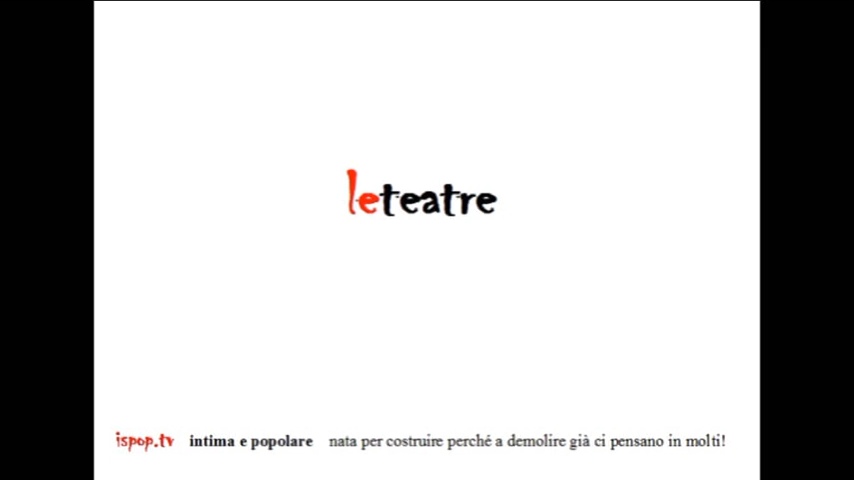 leteatre
ispop.tv intima e popolare nata per costruire perché a demolire già ci pensano in molti!